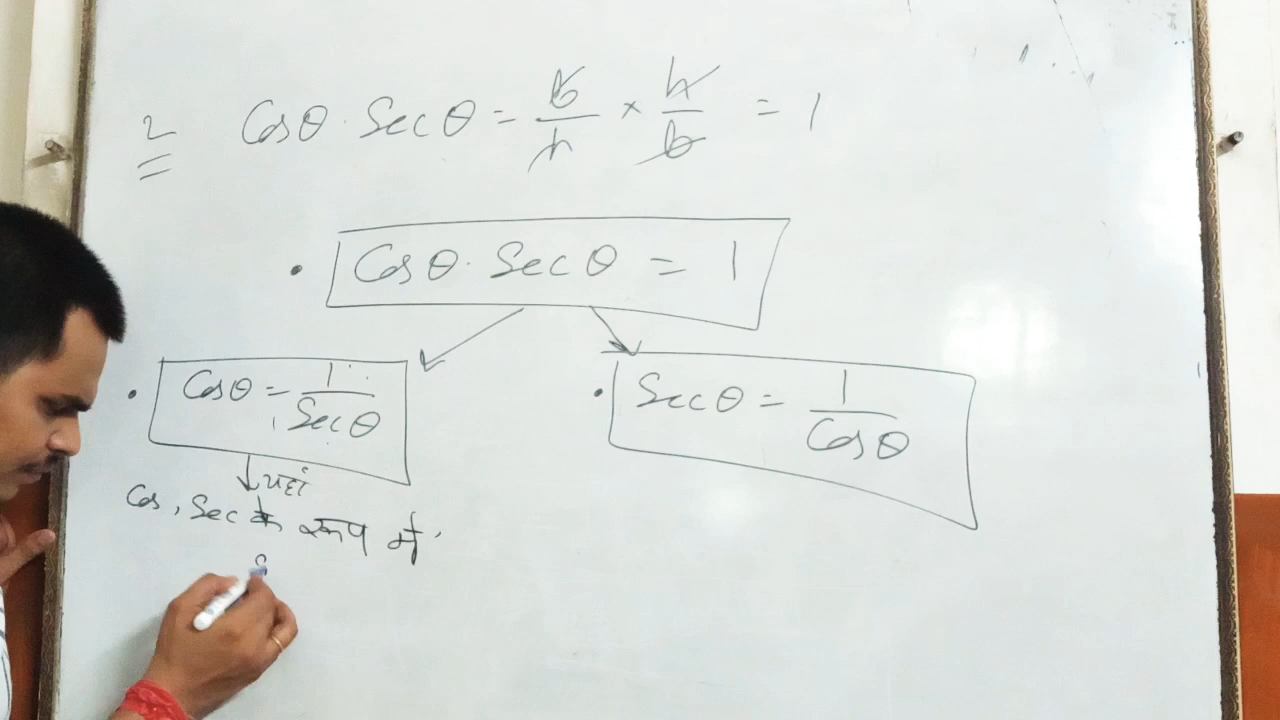 2 Cosθ · Secθ = b/h × h/b = 1
Cosθ · Secθ = 1
Cosθ = 1/Secθ
Secθ = 1/Cosθ
यहाँ
Cos, Sec के रूप में